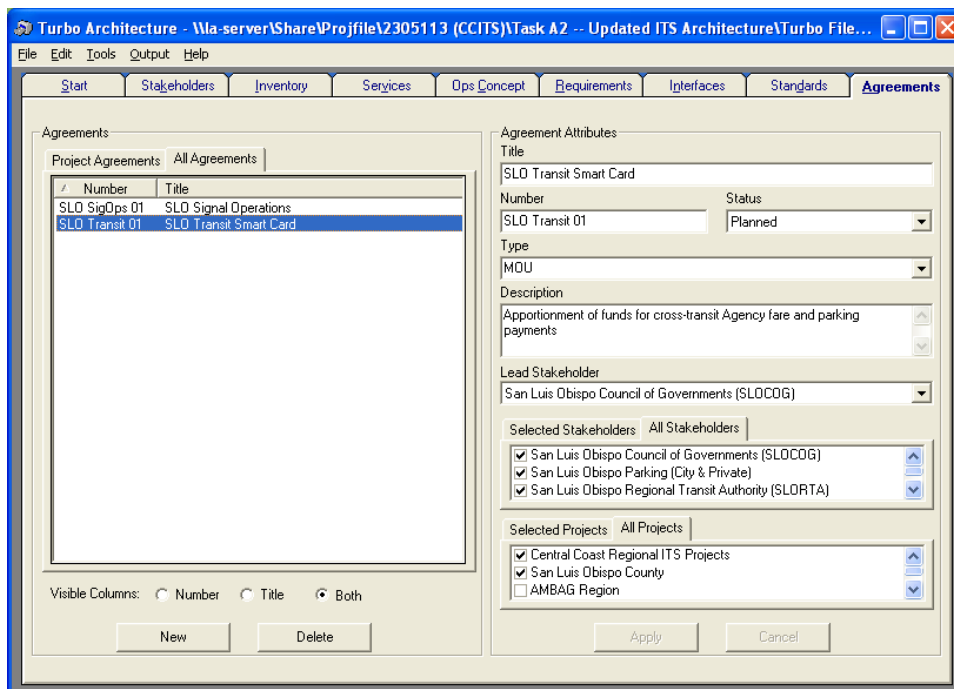 Turbo Architecture - \\la-server\Share\Projfile\2305113 (CCITS)\Task A2 -- Updated ITS Architecture\Turbo File...
File Edit Tools Output Help
Start Stakeholders Inventory Services Ops Concept Requirements Interfaces Standards Agreements
Agreements
Project Agreements All Agreements
Number Title
SLO SigOps 01 SLO Signal Operations
SLO Transit 01 SLO Transit Smart Card
Visible Columns: Number Title Both
New Delete
Agreement Attributes
Title
SLO Transit Smart Card
Number Status
SLO Transit 01 Planned
Type
MOU
Description
Apportionment of funds for cross-transit Agency fare and parking
payments
Lead Stakeholder
San Luis Obispo Council of Governments (SLOCOG)
Selected Stakeholders All Stakeholders
San Luis Obispo Council of Governments (SLOCOG)
San Luis Obispo Parking (City & Private)
San Luis Obispo Regional Transit Authority (SLORTA)
Selected Projects All Projects
Central Coast Regional ITS Projects
San Luis Obispo County
AMBAG Region
Apply Cancel